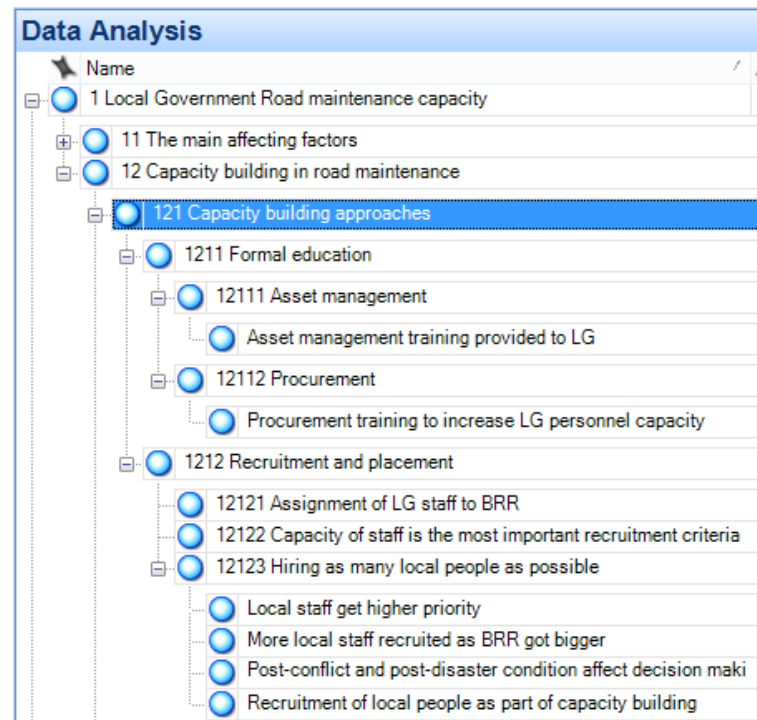 Data Analysis
Name
1 Local Government Road maintenance capacity
11 The main affecting factors
12 Capacity building in road maintenance
121 Capacity building approaches
1211 Formal education
12111 Asset management
Asset management training provided to LG
12112 Procurement
Procurement training to increase LG personnel capacity
1212 Recruitment and placement
12121 Assignment of LG staff to BRR
12122 Capacity of staff is the most important recruitment criteria
12123 Hiring as many local people as possible
Local staff get higher priority
More local staff recruited as BRR got bigger
Post-conflict and post-disaster condition affect decision maki
Recruitment of local people as part of capacity building